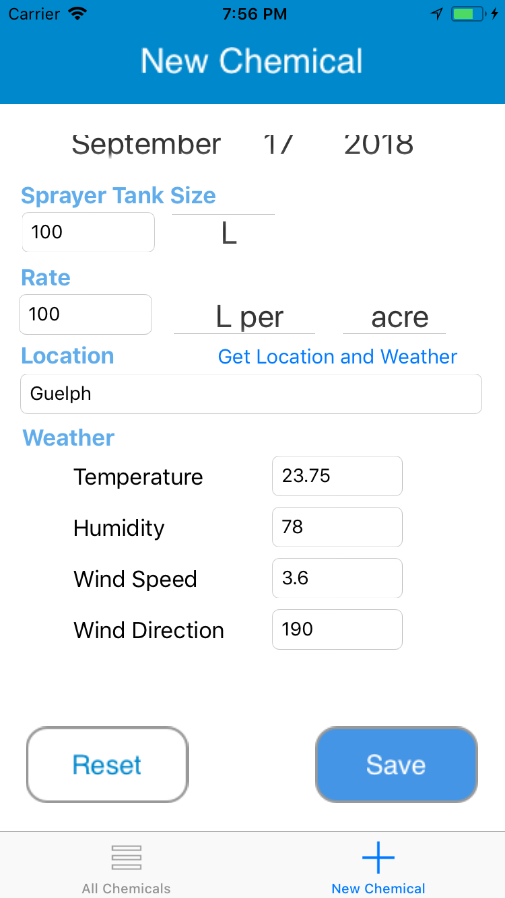 Carrier 7:56 PM
New Chemical
September 17 2018
Sprayer Tank Size
100 L
Rate
100 L per acre
Location Get Location and Weather
Guelph
Weather
Temperature 23.75
Humidity 78
Wind Speed 3.6
Wind Direction 190
Reset Save
All Chemicals New Chemical